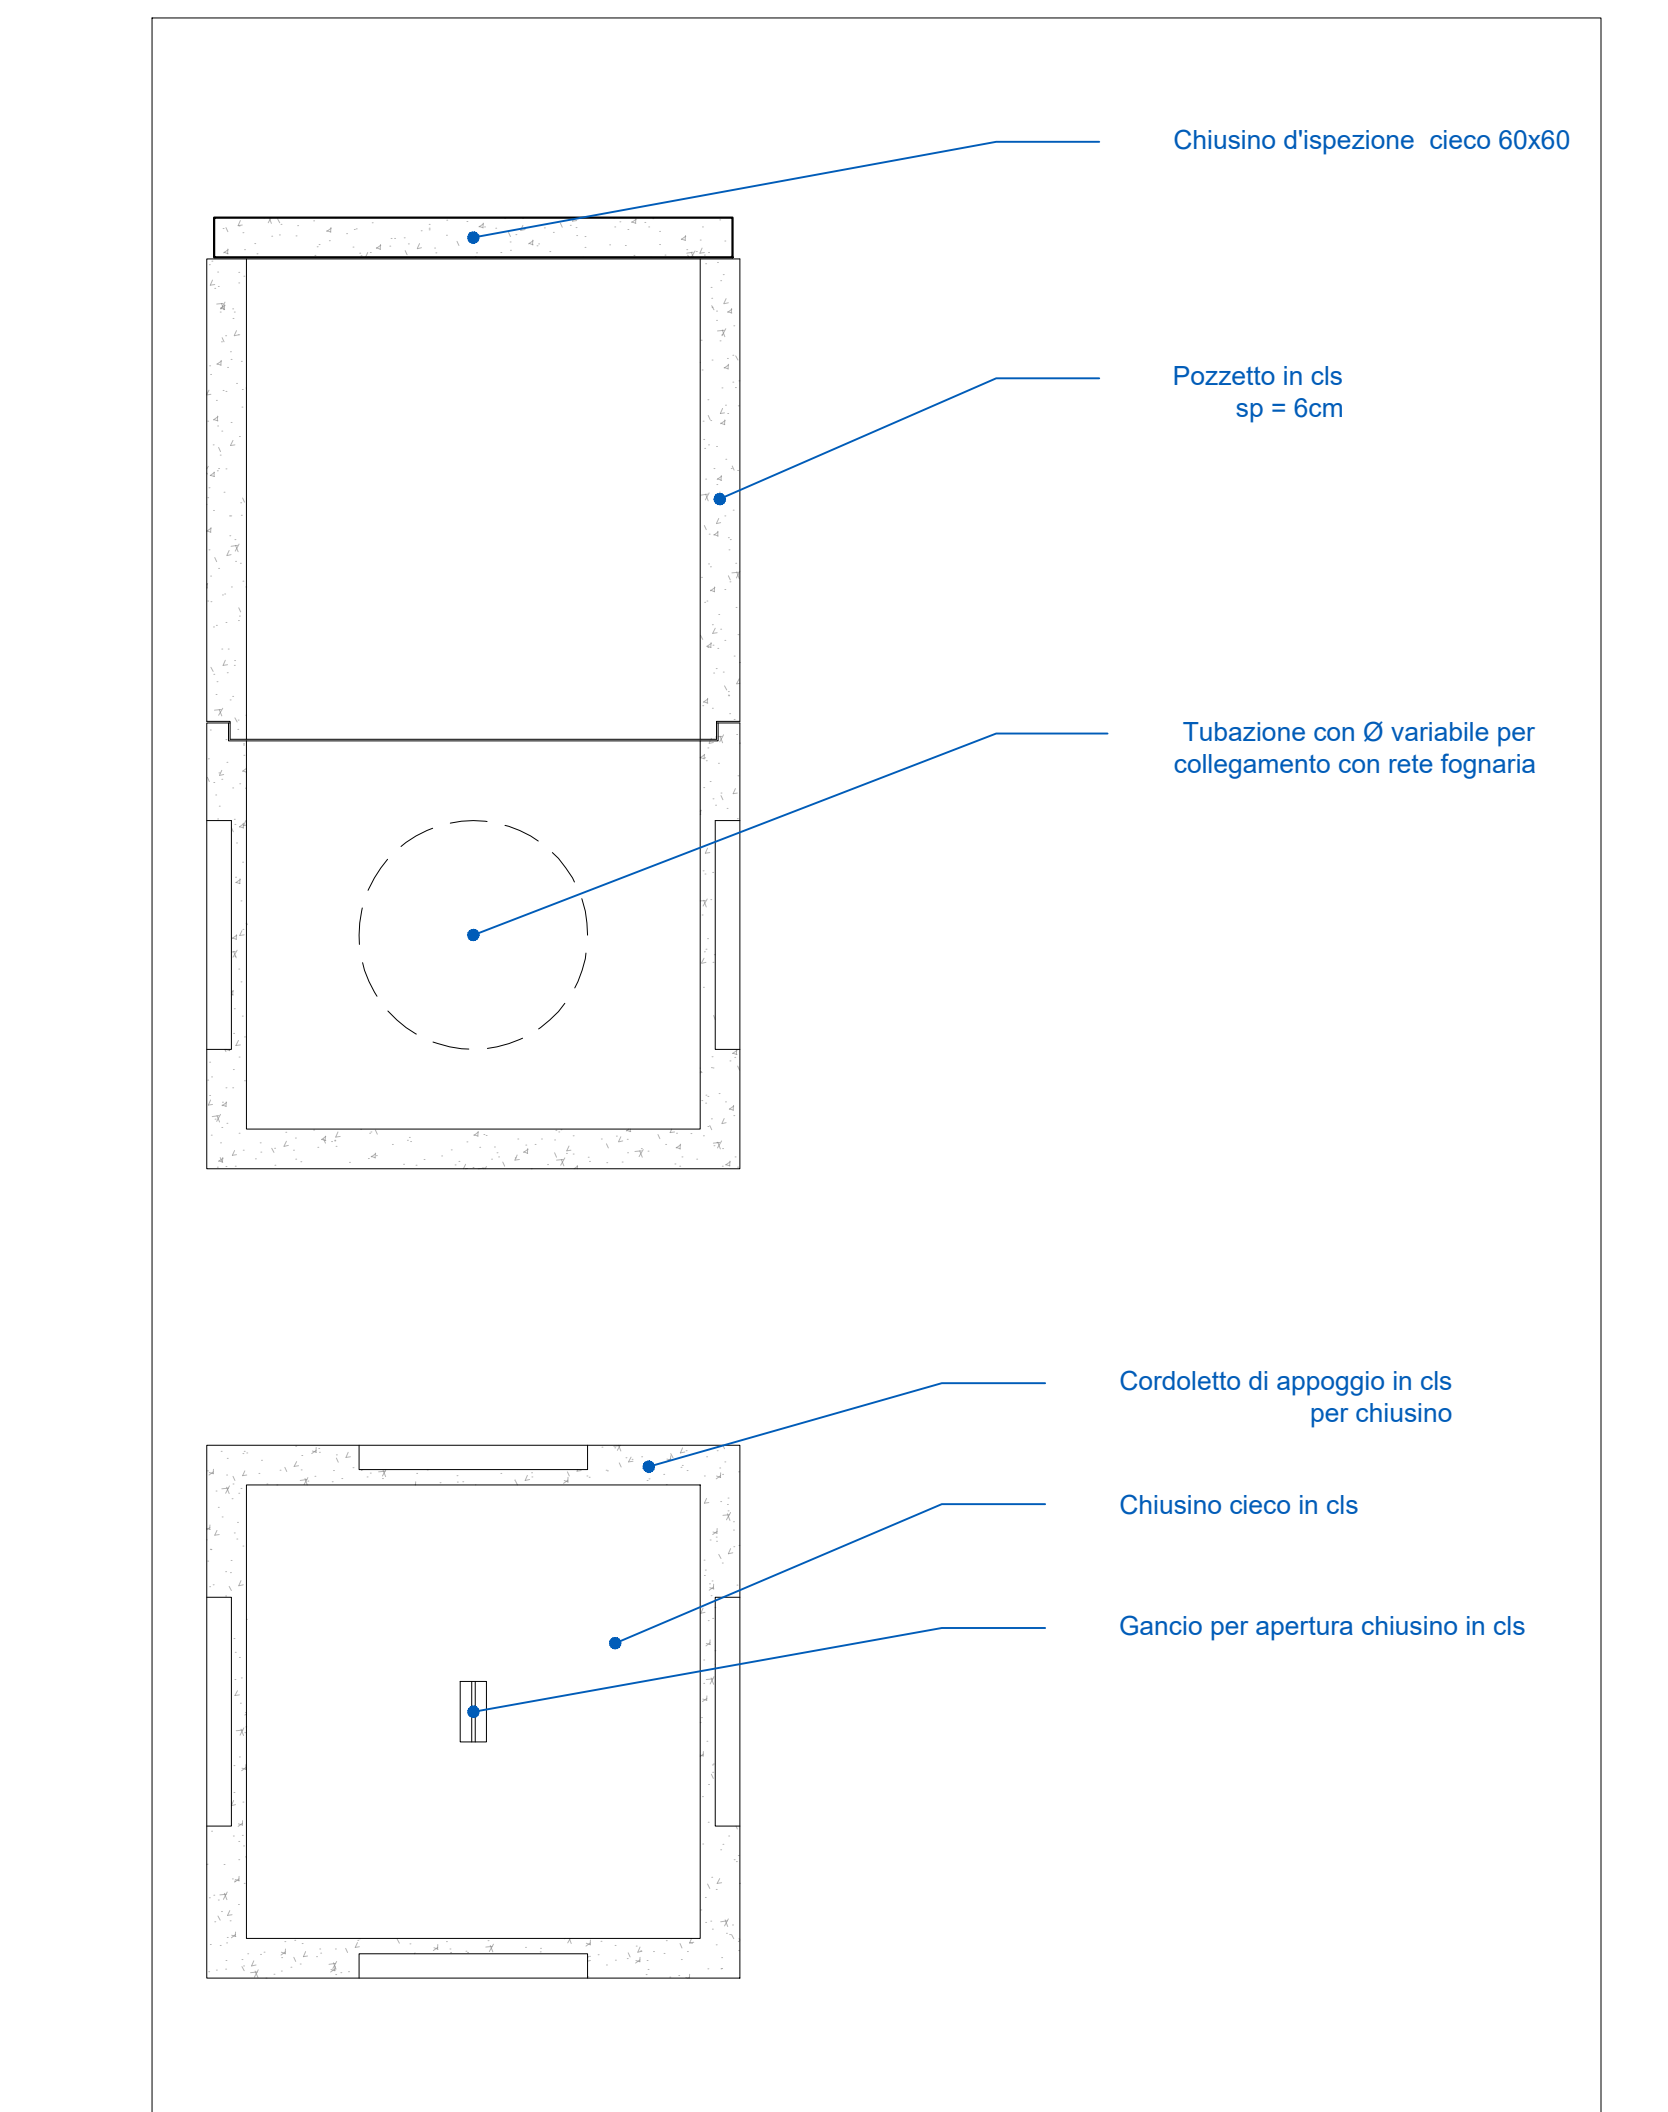 Chiusino d'ispezione  cieco 60x60
Pozzetto in cls
sp = 6cm
Tubazione con Ø variabile per
collegamento con rete fognaria
Cordoletto di appoggio in cls
per chiusino
Chiusino cieco in cls
Gancio per apertura chiusino in cls